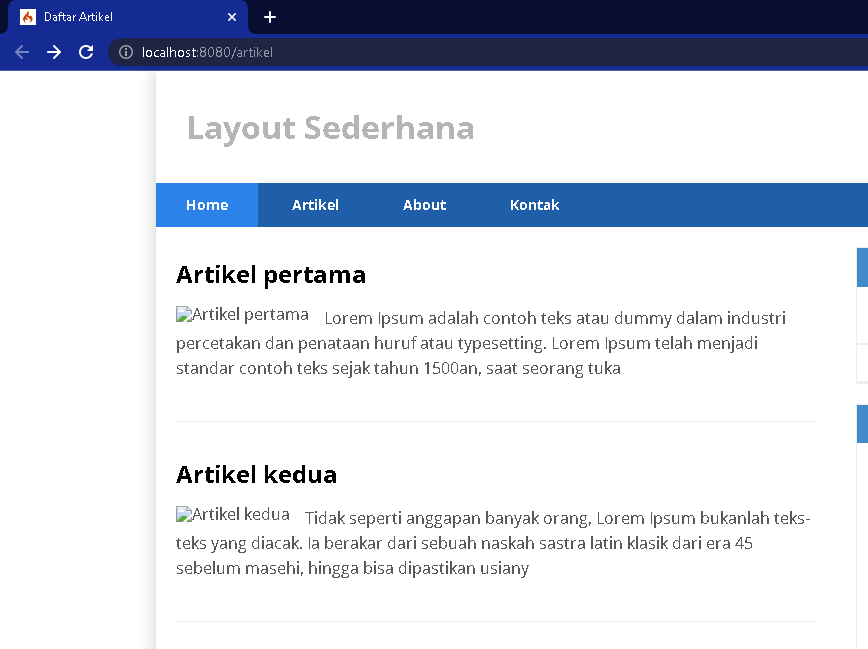 Daftar Artikel
localhost:8080/artikel
Layout Sederhana
Home Artikel About Kontak
Artikel pertama
Artikel pertama Lorem Ipsum adalah contoh teks atau dummy dalam industri
percetakan dan penataan huruf atau typesetting. Lorem Ipsum telah menjadi
standar contoh teks sejak tahun 1500an, saat seorang tuka
Artikel kedua
Artikel kedua Tidak seperti anggapan banyak orang, Lorem Ipsum bukanlah teks-
teks yang diacak. Ia berakar dari sebuah naskah sastra latin klasik dari era 45
sebelum masehi, hingga bisa dipastikan usiany